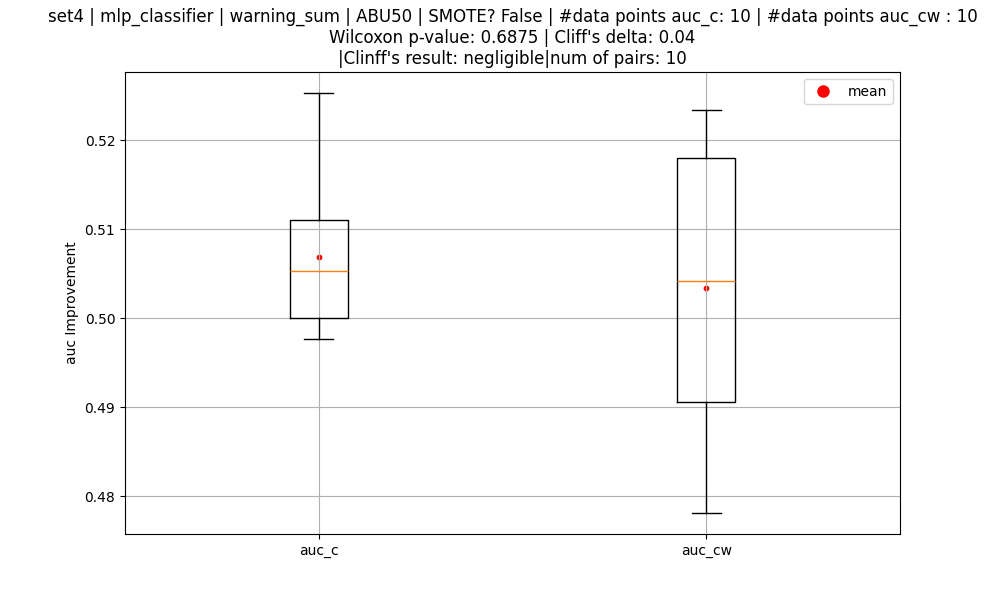 set4 | mlp_classifier | warning_sum | ABU50 | SMOTE? False | #data points auc_c: 10 | #data points auc_cw : 10
Wilcoxon p-value: 0.6875 | Cliff's delta: 0.04
|Clinff's result: negligible|num of pairs: 10
mean
0.52
0.51
0.50
0.49
0.48
auc Improvement
auc_c
auc_cw